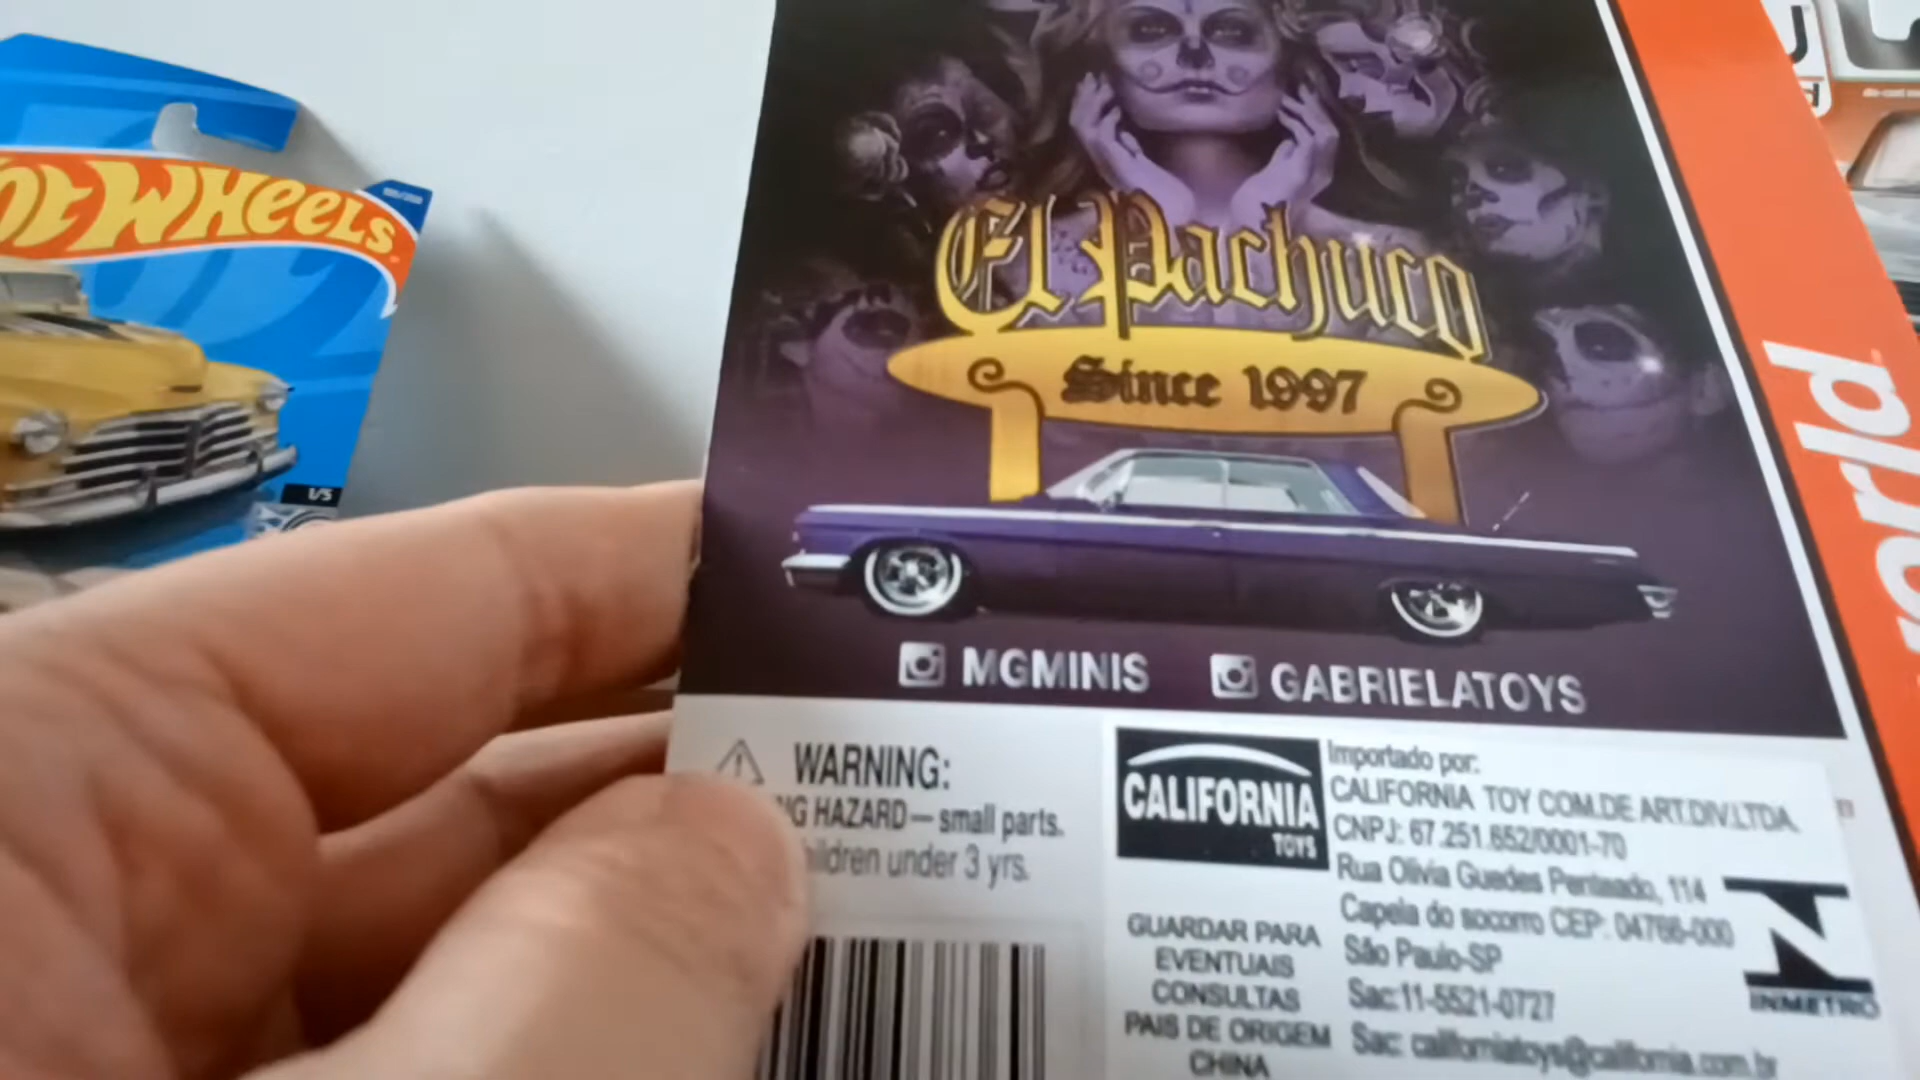 ot Wheels
1/5
El Pachuco
Since 1997
MGMINIS
GABRIELATOYS
WARNING:
NG HAZARD — small parts.
ildren under 3 yrs.
CALIFORNIA
TOYS
Importado por:
CALIFORNIA TOY COM.DE ART.DIV.LTDA
CNPJ: 67.251.652/0001-70
Rua Olivia Guedes Penteado, 114
Capela do socorro CEP: 04766-000
São Paulo-SP
Sac:11-5521-0727
Sac: californiatoys@california.com.br
GUARDAR PARA
EVENTUAIS
CONSULTAS
PAIS DE ORIGEM
CHINA
INMETRO